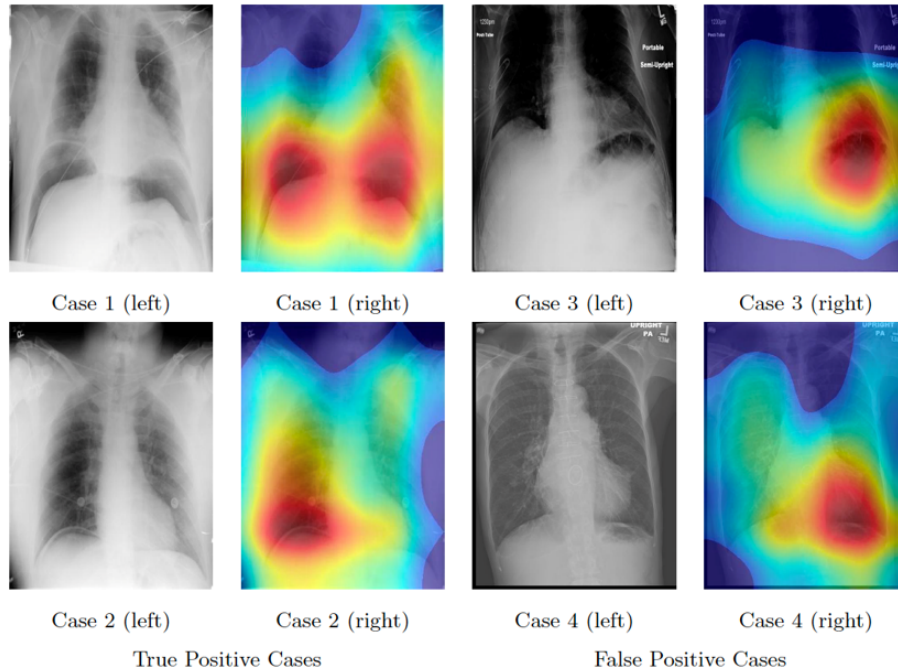 1200pm
Portable
Semi-Upright
Portable
Semi-Upright
Case 1 (left)
Case 1 (right)
Case 3 (left)
Case 3 (right)
UPRIGHT
PA
UPRIGHT
PA
Case 2 (left)
Case 2 (right)
Case 4 (left)
Case 4 (right)
True Positive Cases
False Positive Cases